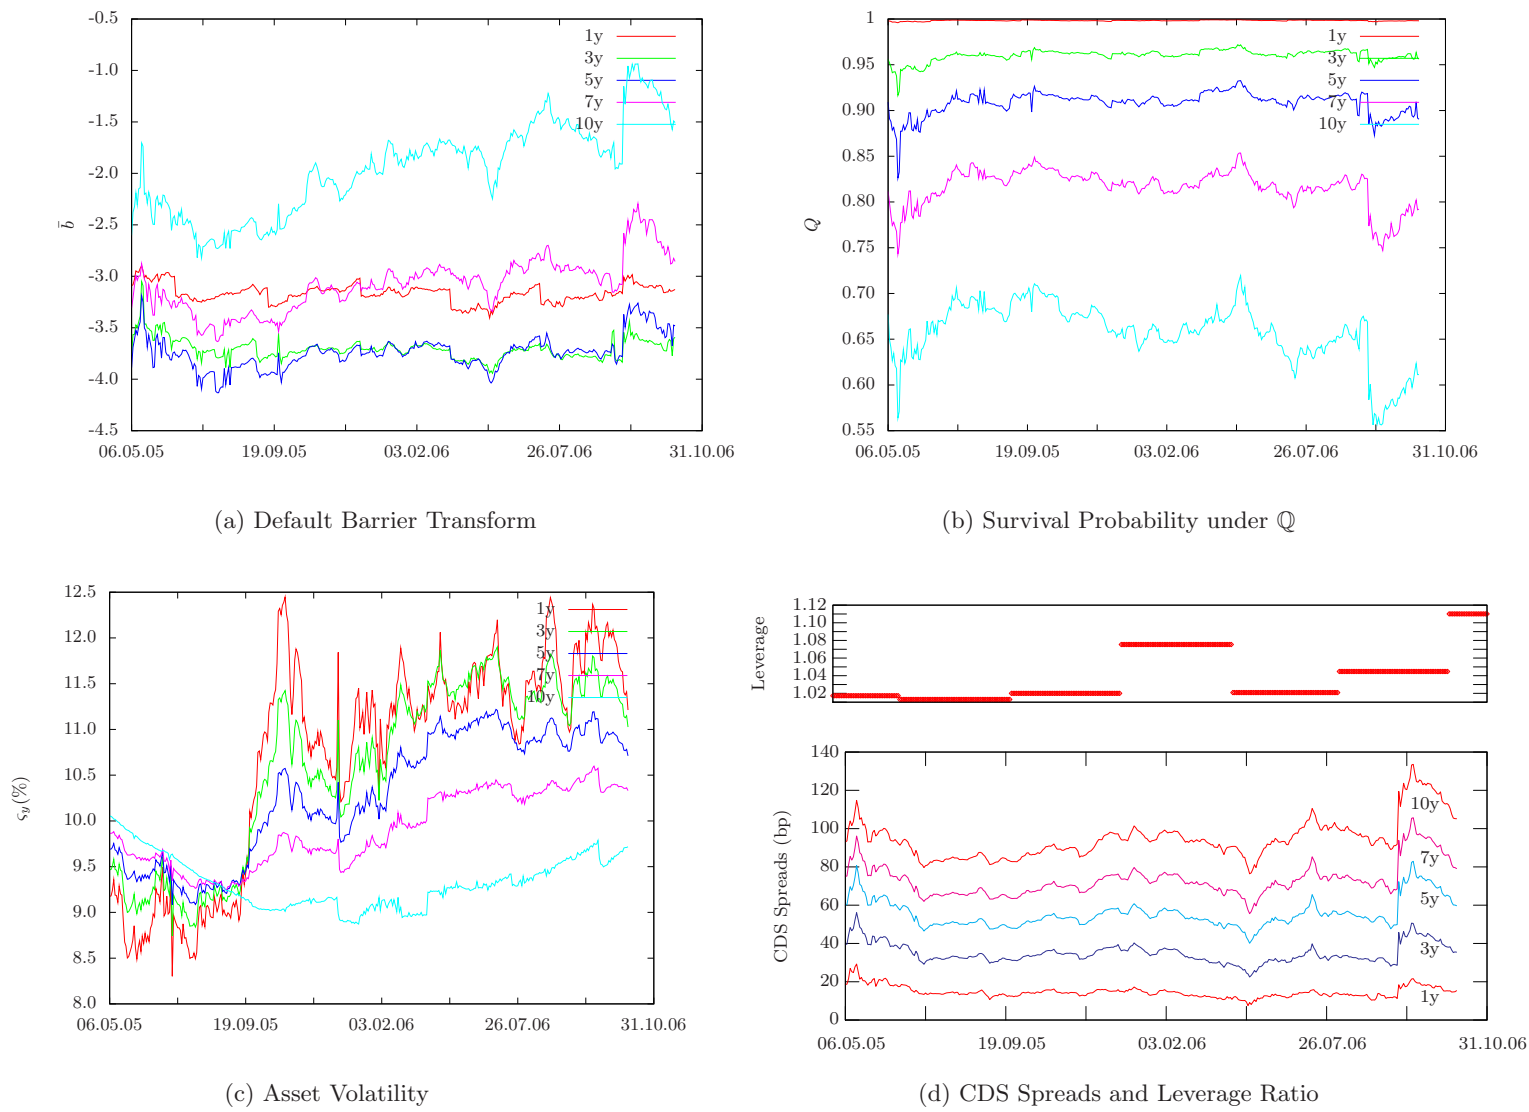 -0.5
-1.0
-1.5
-2.0
-2.5
-3.0
-3.5
-4.0
-4.5
b̄
1y
3y
5y
7y
10y
06.05.05 19.09.05 03.02.06 26.07.06 31.10.06
(a) Default Barrier Transform
1
0.95
0.90
0.85
0.80
0.75
0.70
0.65
0.60
0.55
Q
1y
3y
5y
7y
10y
06.05.05 19.09.05 03.02.06 26.07.06 31.10.06
(b) Survival Probability under ℚ
12.5
12.0
11.5
11.0
10.5
10.0
9.5
9.0
8.5
8.0
ς_y(%)
1y
3y
5y
7y
10y
06.05.05 19.09.05 03.02.06 26.07.06 31.10.06
(c) Asset Volatility
Leverage
1.12
1.10
1.08
1.06
1.04
1.02
CDS Spreads (bp)
140
120
100
80
60
40
20
0
10y
7y
5y
3y
1y
06.05.05 19.09.05 03.02.06 26.07.06 31.10.06
(d) CDS Spreads and Leverage Ratio